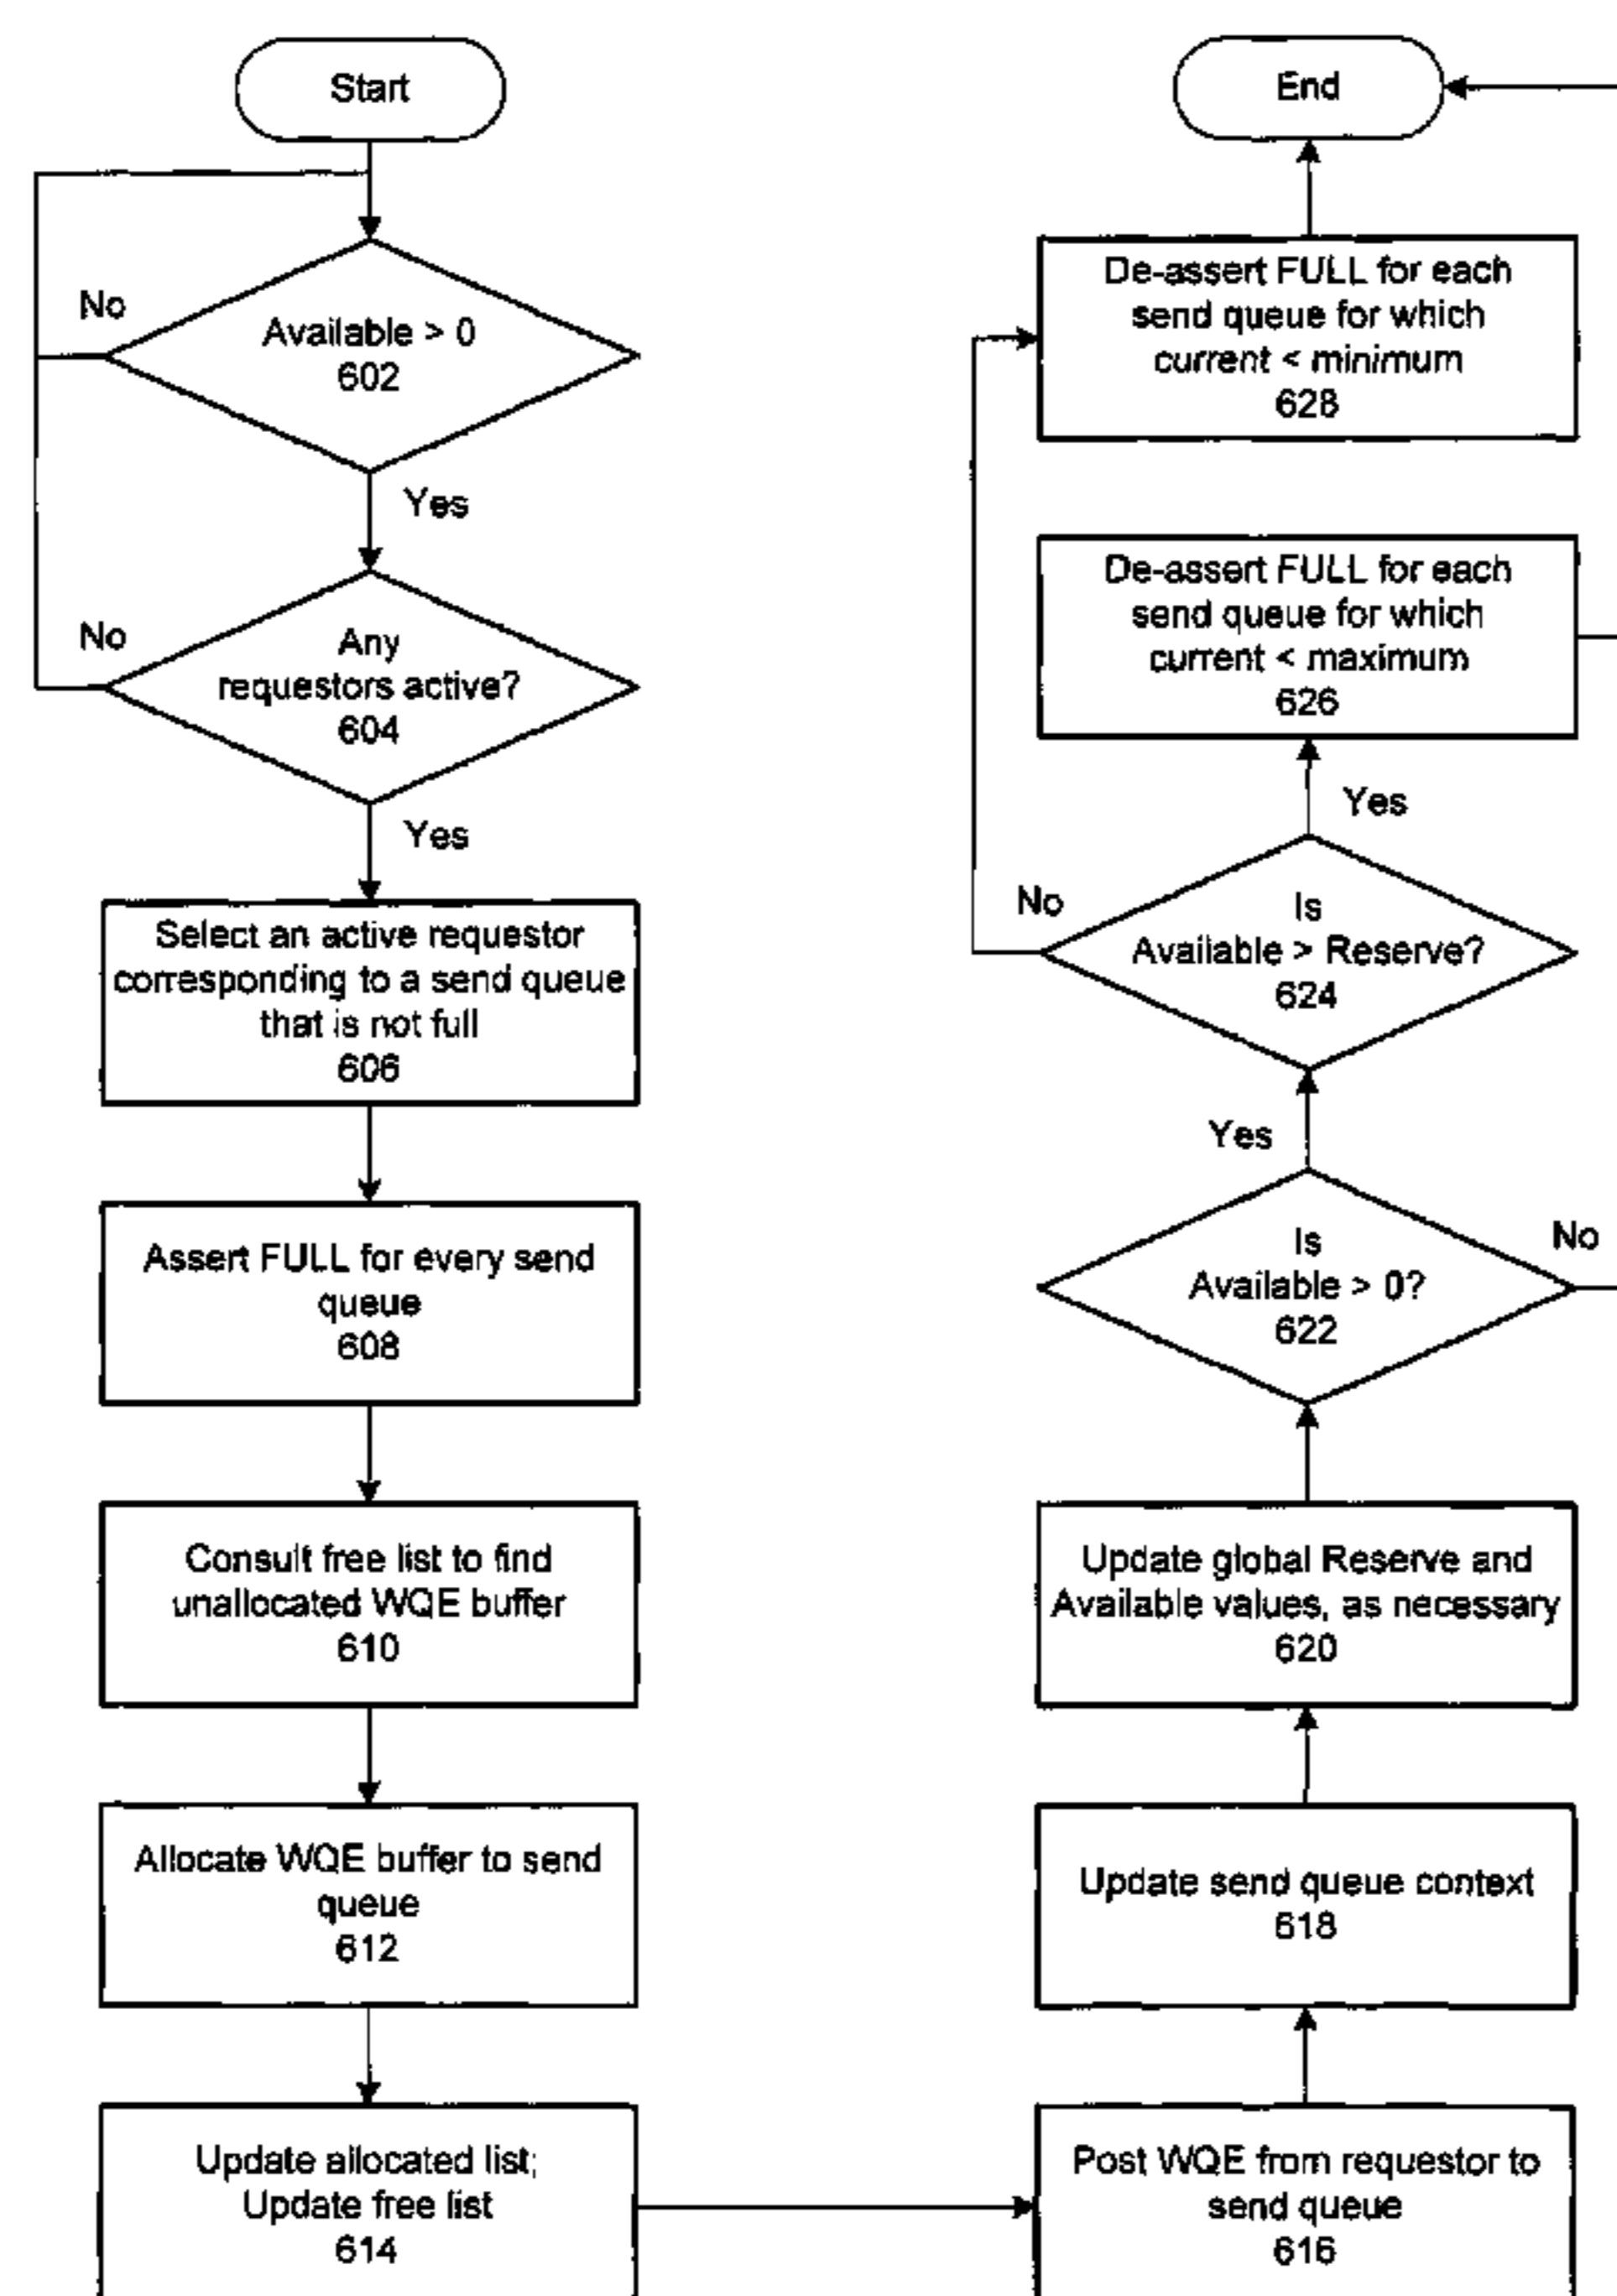 Start
No
Available > 0
602
Yes
No
Any
requestors active?
604
Yes
Select an active requestor
corresponding to a send queue
that is not full
606
Assert FULL for every send
queue
608
Consult free list to find
unallocated WQE buffer
610
Allocate WQE buffer to send
queue
612
Update allocated list;
Update free list
614
End
De-assert FULL for each
send queue for which
current < minimum
628
De-assert FULL for each
send queue for which
current < maximum
626
Yes
No
Is
Available > Reserve?
624
Yes
No
Is
Available > 0?
622
Update global Reserve and
Available values, as necessary
620
Update send queue context
618
Post WQE from requestor to
send queue
616